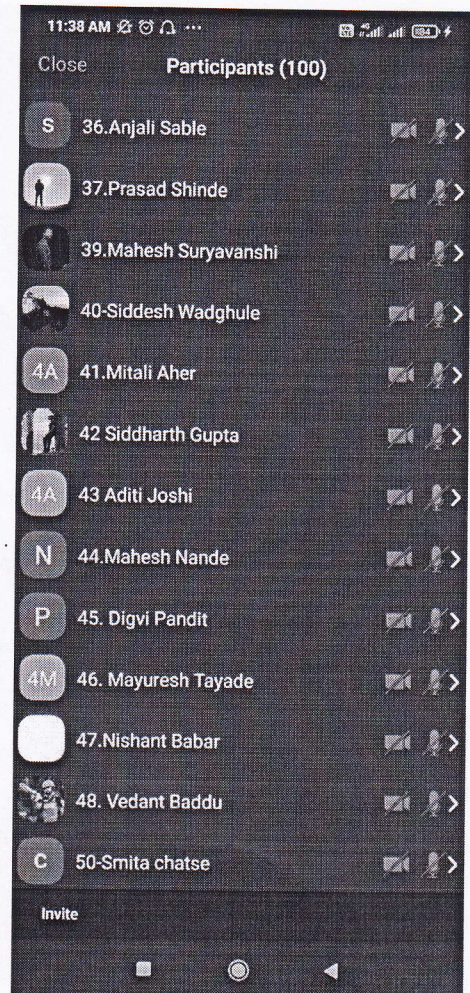 11:38 AM
84
Close Participants (100)
S 36.Anjali Sable
37.Prasad Shinde
39.Mahesh Suryavanshi
40-Siddesh Wadghule
4A 41.Mitali Aher
42 Siddharth Gupta
4A 43 Aditi Joshi
N 44.Mahesh Nande
P 45. Digvi Pandit
4M 46. Mayuresh Tayade
47.Nishant Babar
48. Vedant Baddu
C 50-Smita chatse
Invite